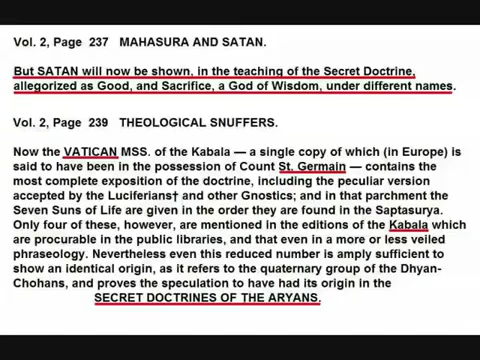 Vol. 2, Page 237 MAHASURA AND SATAN.
But SATAN will now be shown, in the teaching of the Secret Doctrine,
allegorized as Good, and Sacrifice, a God of Wisdom, under different names.
Vol. 2, Page 239 THEOLOGICAL SNUFFERS.
Now the VATICAN MSS. of the Kabala — a single copy of which (in Europe) is
said to have been in the possession of Count St. Germain — contains the
most complete exposition of the doctrine, including the peculiar version
accepted by the Luciferians† and other Gnostics; and in that parchment the
Seven Suns of Life are given in the order they are found in the Saptasurya.
Only four of these, however, are mentioned in the editions of the Kabala which
are procurable in the public libraries, and that even in a more or less veiled
phraseology. Nevertheless even this reduced number is amply sufficient to
show an identical origin, as it refers to the quaternary group of the Dhyan-
Chohans, and proves the speculation to have had its origin in the
SECRET DOCTRINES OF THE ARYANS.